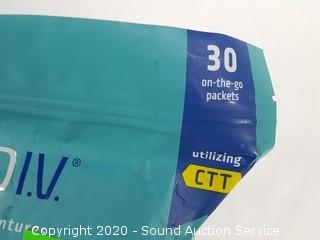 30
on-the-go
packets
utilizing
CTT
I.V.®
Copyright 2020 - Sound Auction Service